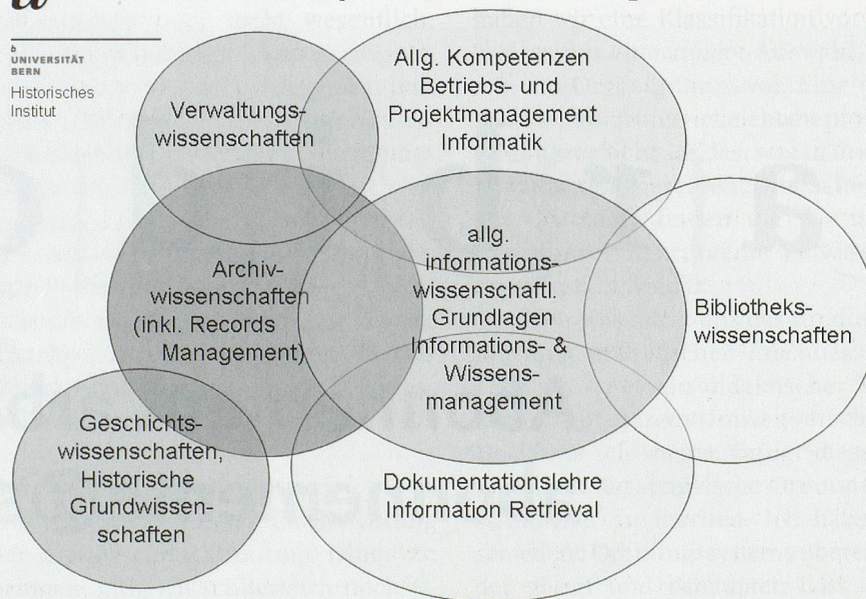 b
UNIVERSITÄT
BERN
Historisches
Institut
Verwaltungs-
wissenschaften
Allg. Kompetenzen
Betriebs- und
Projektmanagement
Informatik
Archiv-
wissenschaften
(inkl. Records
Management)
allg.
informations-
wissenschaftl.
Grundlagen
Informations- &
Wissens-
management
Bibliotheks-
wissenschaften
Geschichts-
wissenschaften,
Historische
Grundwissen-
schaften
Dokumentationslehre
Information Retrieval